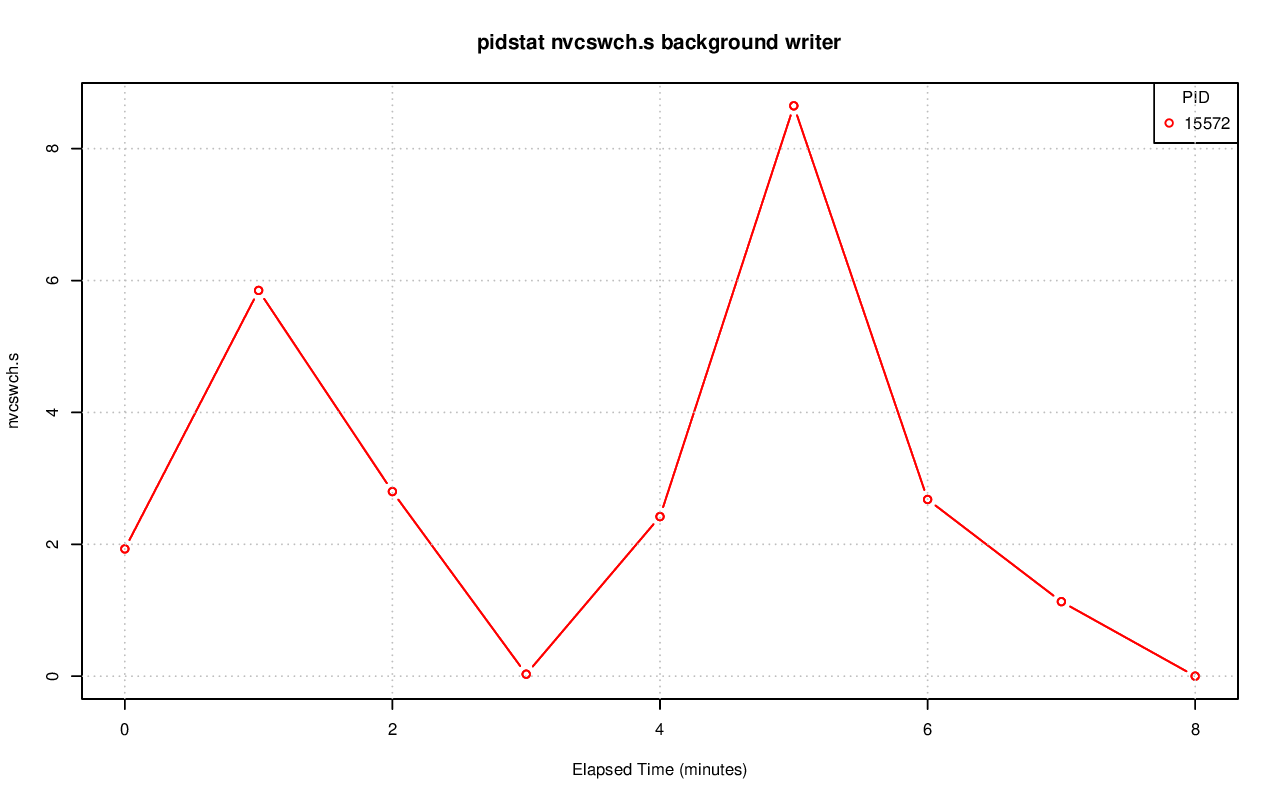 pidstat nvcswch.s background writer
PID
15572
nvcswch.s
8
6
4
2
0
0 2 4 6 8
Elapsed Time (minutes)